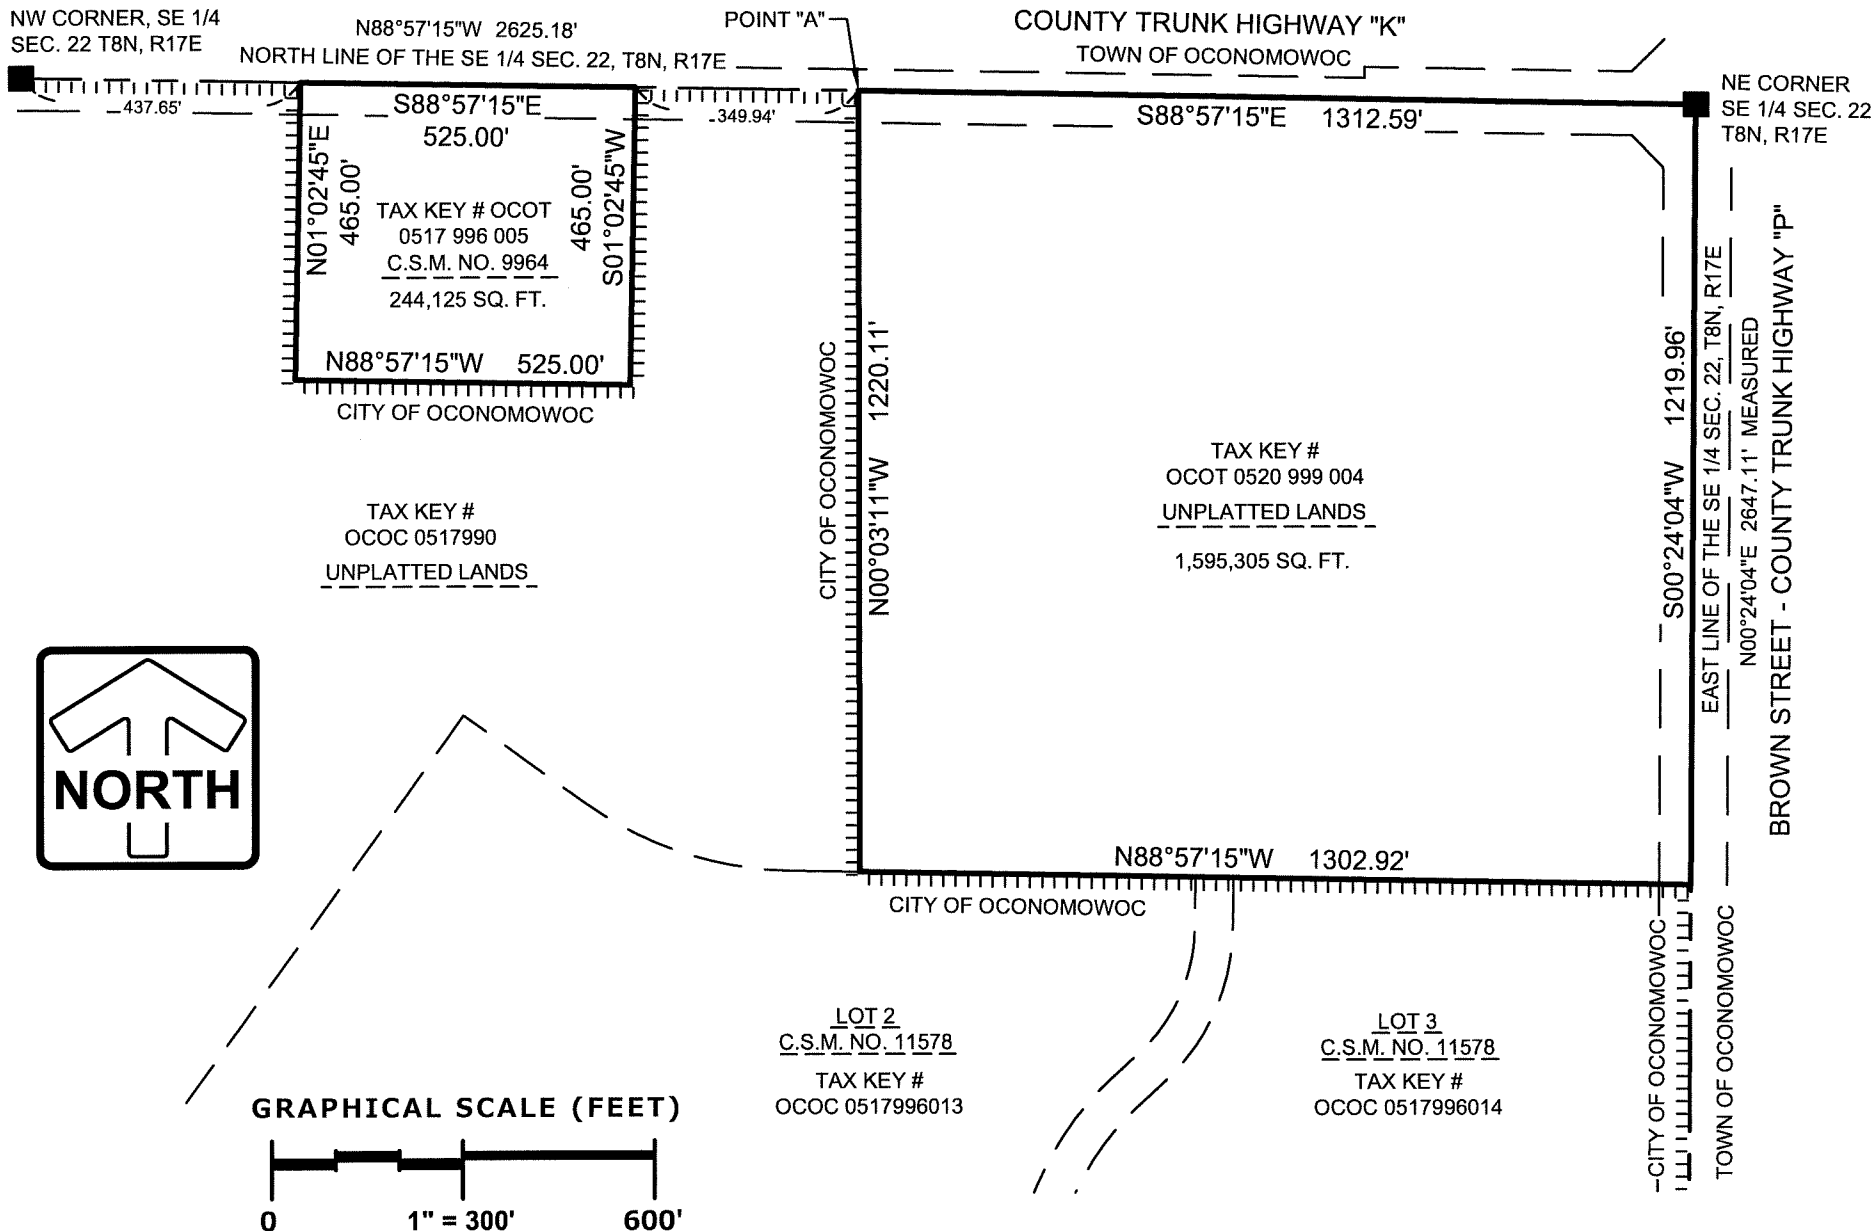 NW CORNER, SE 1/4
SEC. 22 T8N, R17E
N88°57'15"W 2625.18'
NORTH LINE OF THE SE 1/4 SEC. 22, T8N, R17E
POINT "A"
COUNTY TRUNK HIGHWAY "K"
TOWN OF OCONOMOWOC
NE CORNER
SE 1/4 SEC. 22
T8N, R17E
437.65'
S88°57'15"E
525.00'
349.94'
S88°57'15"E 1312.59'
N01°02'45"E
465.00'
TAX KEY # OCOT
0517 996 005
C.S.M. NO. 9964
244,125 SQ. FT.
465.00'
S01°02'45"W
N88°57'15"W 525.00'
CITY OF OCONOMOWOC
CITY OF OCONOMOWOC
N00°03'11"W 1220.11'
TAX KEY #
OCOT 0520 999 004
UNPLATTED LANDS
1,595,305 SQ. FT.
S00°24'04"W 1219.96'
EAST LINE OF THE SE 1/4 SEC. 22, T8N, R17E
N00°24'04"E 2647.11' MEASURED
BROWN STREET - COUNTY TRUNK HIGHWAY "P"
TAX KEY #
OCOC 0517990
UNPLATTED LANDS
NORTH
N88°57'15"W 1302.92'
CITY OF OCONOMOWOC
LOT 2
C.S.M. NO. 11578
TAX KEY #
OCOC 0517996013
LOT 3
C.S.M. NO. 11578
TAX KEY #
OCOC 0517996014
CITY OF OCONOMOWOC
TOWN OF OCONOMOWOC
GRAPHICAL SCALE (FEET)
0 1" = 300' 600'